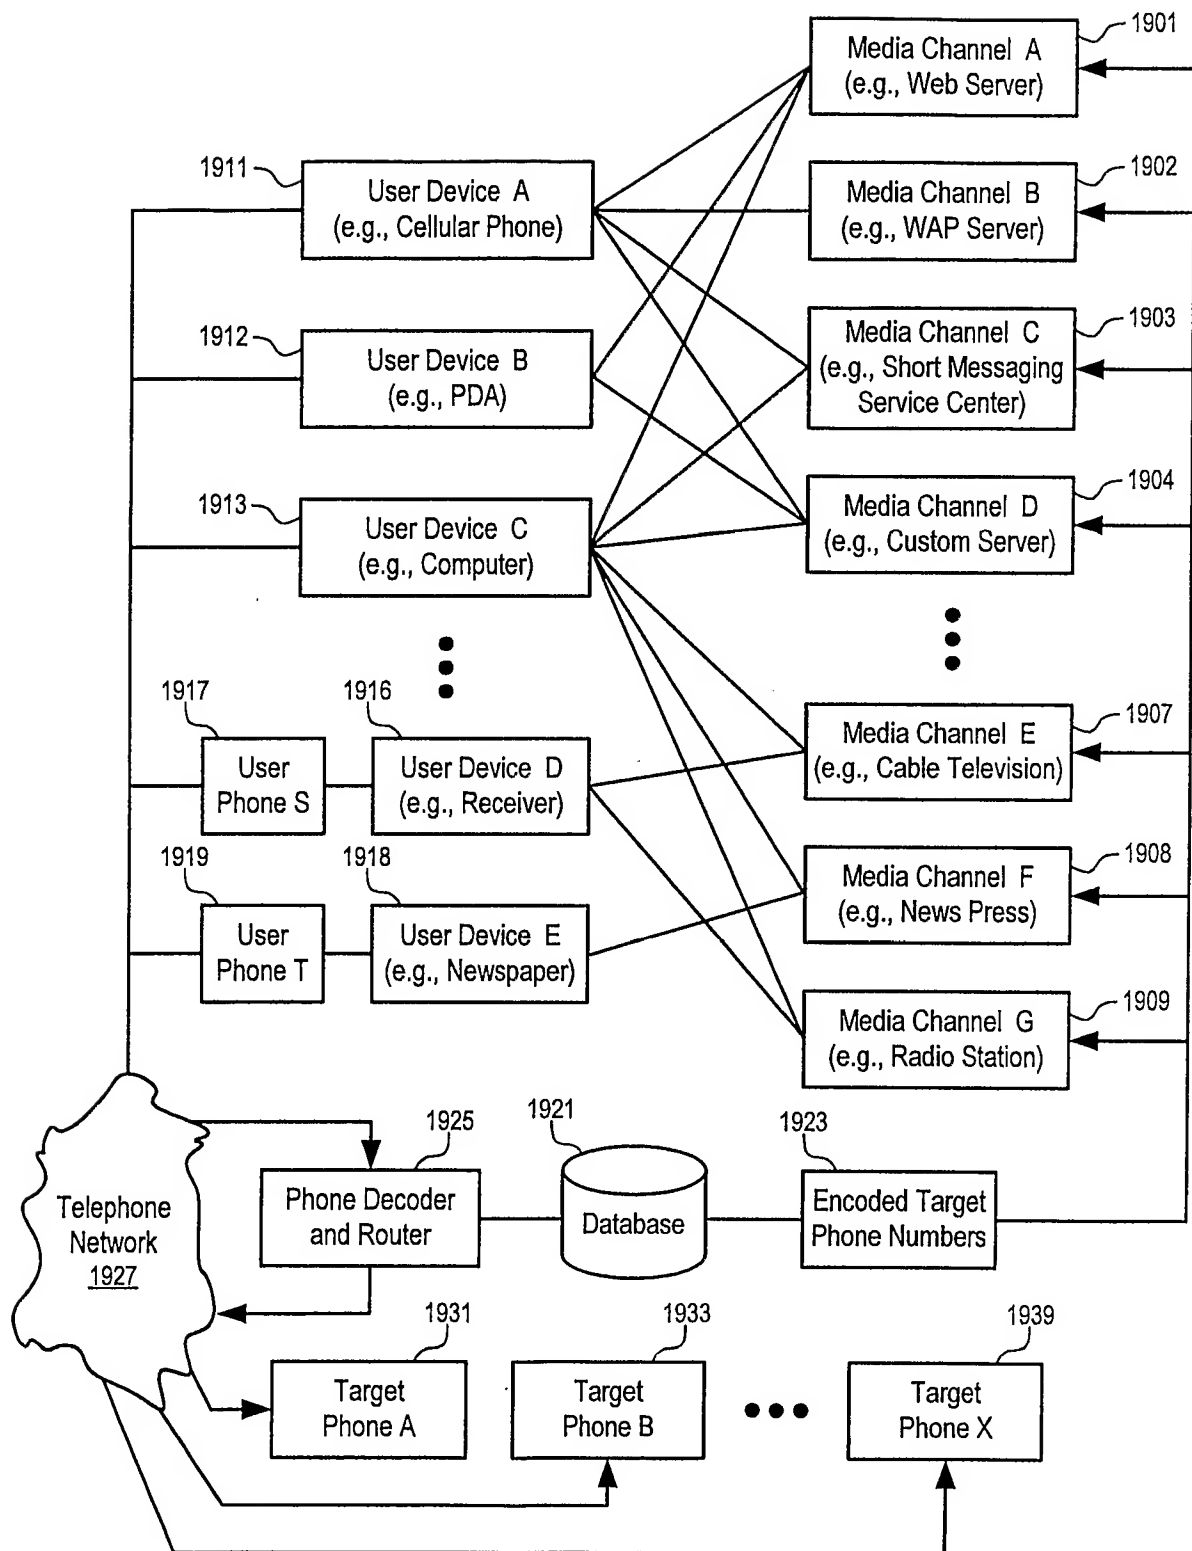 1901
Media Channel A
(e.g., Web Server)
1911
User Device A
(e.g., Cellular Phone)
1902
Media Channel B
(e.g., WAP Server)
1912
User Device B
(e.g., PDA)
1903
Media Channel C
(e.g., Short Messaging
Service Center)
1913
User Device C
(e.g., Computer)
1904
Media Channel D
(e.g., Custom Server)
1917
User
Phone S
1916
User Device D
(e.g., Receiver)
1907
Media Channel E
(e.g., Cable Television)
1919
User
Phone T
1918
User Device E
(e.g., Newspaper)
1908
Media Channel F
(e.g., News Press)
1909
Media Channel G
(e.g., Radio Station)
Telephone
Network
1927
1925
Phone Decoder
and Router
1921
Database
1923
Encoded Target
Phone Numbers
1931
Target
Phone A
1933
Target
Phone B
1939
Target
Phone X